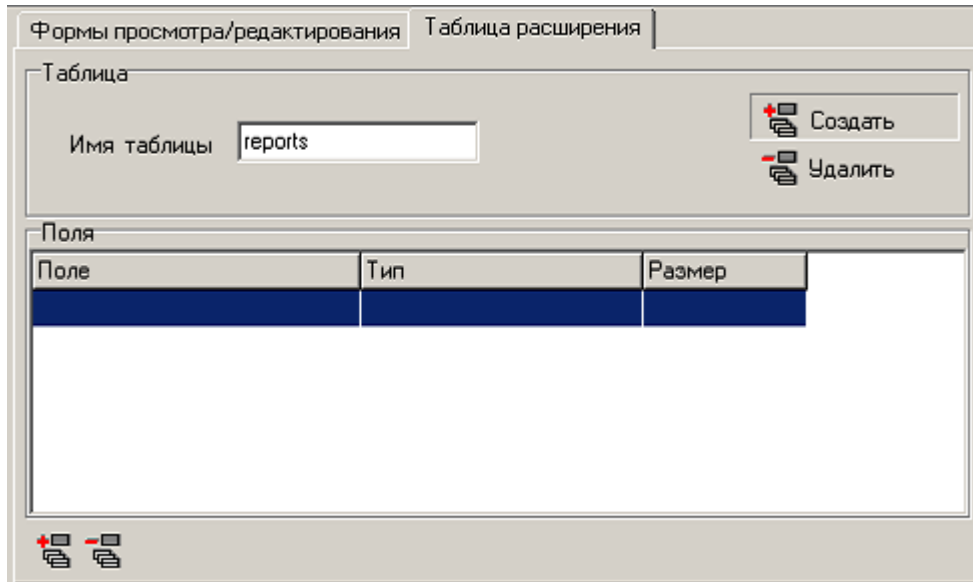 Формы просмотра/редактирования Таблица расширения
Таблица
Имя таблицы reports
Создать
Удалить
Поля
Поле Тип Размер